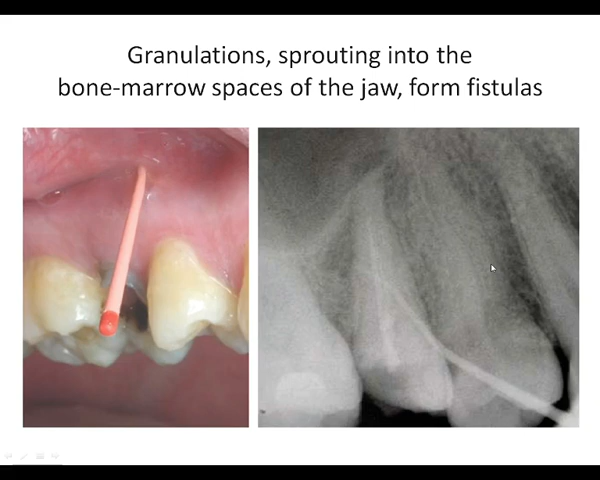 Granulations, sprouting into the
bone-marrow spaces of the jaw, form fistulas